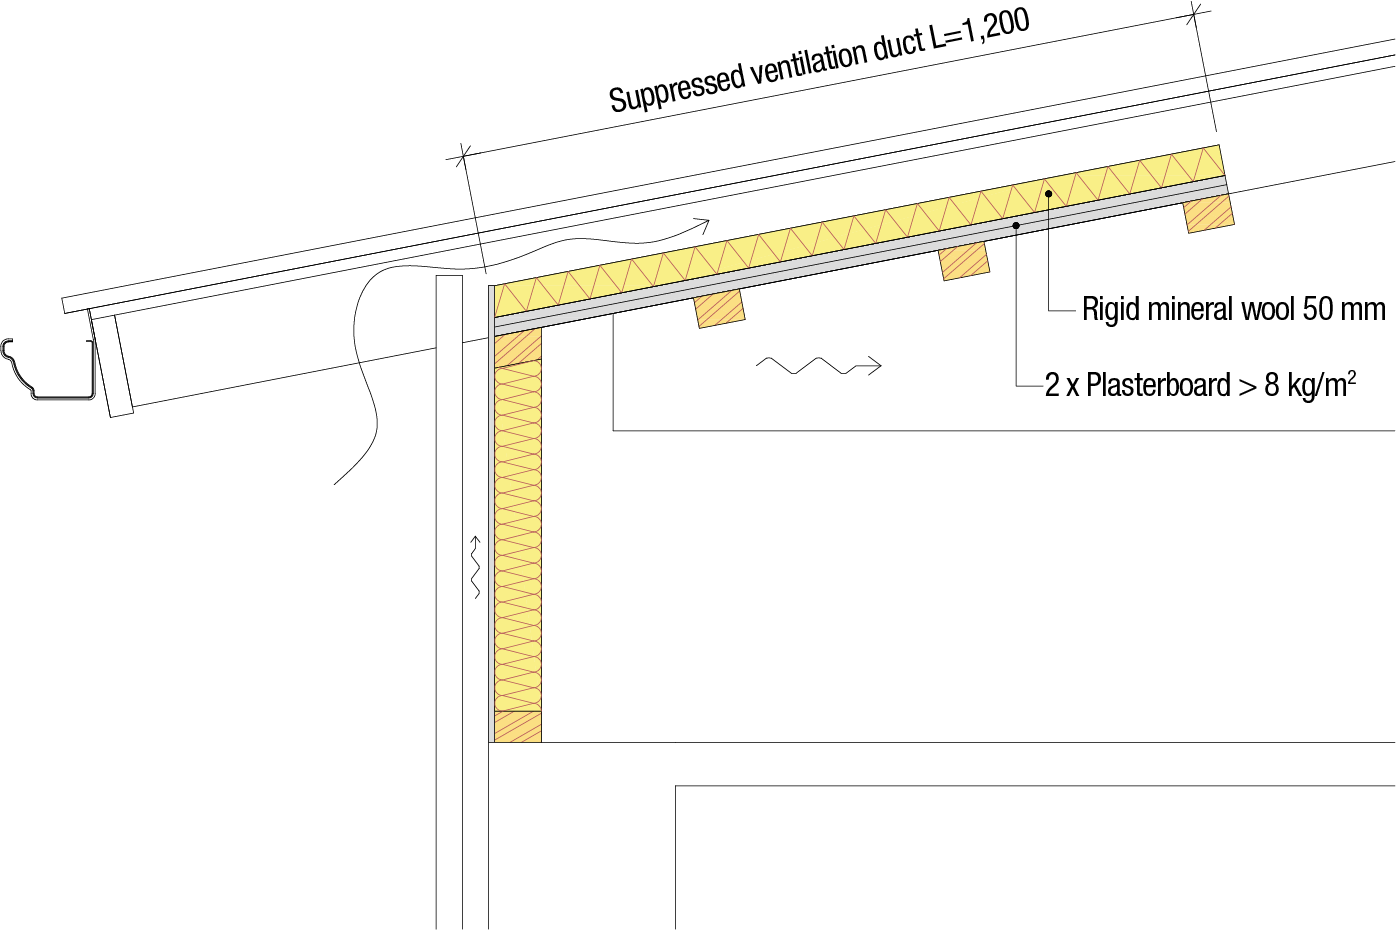 Suppressed ventilation duct L=1,200
Rigid mineral wool 50 mm
2 x Plasterboard > 8 kg/m²